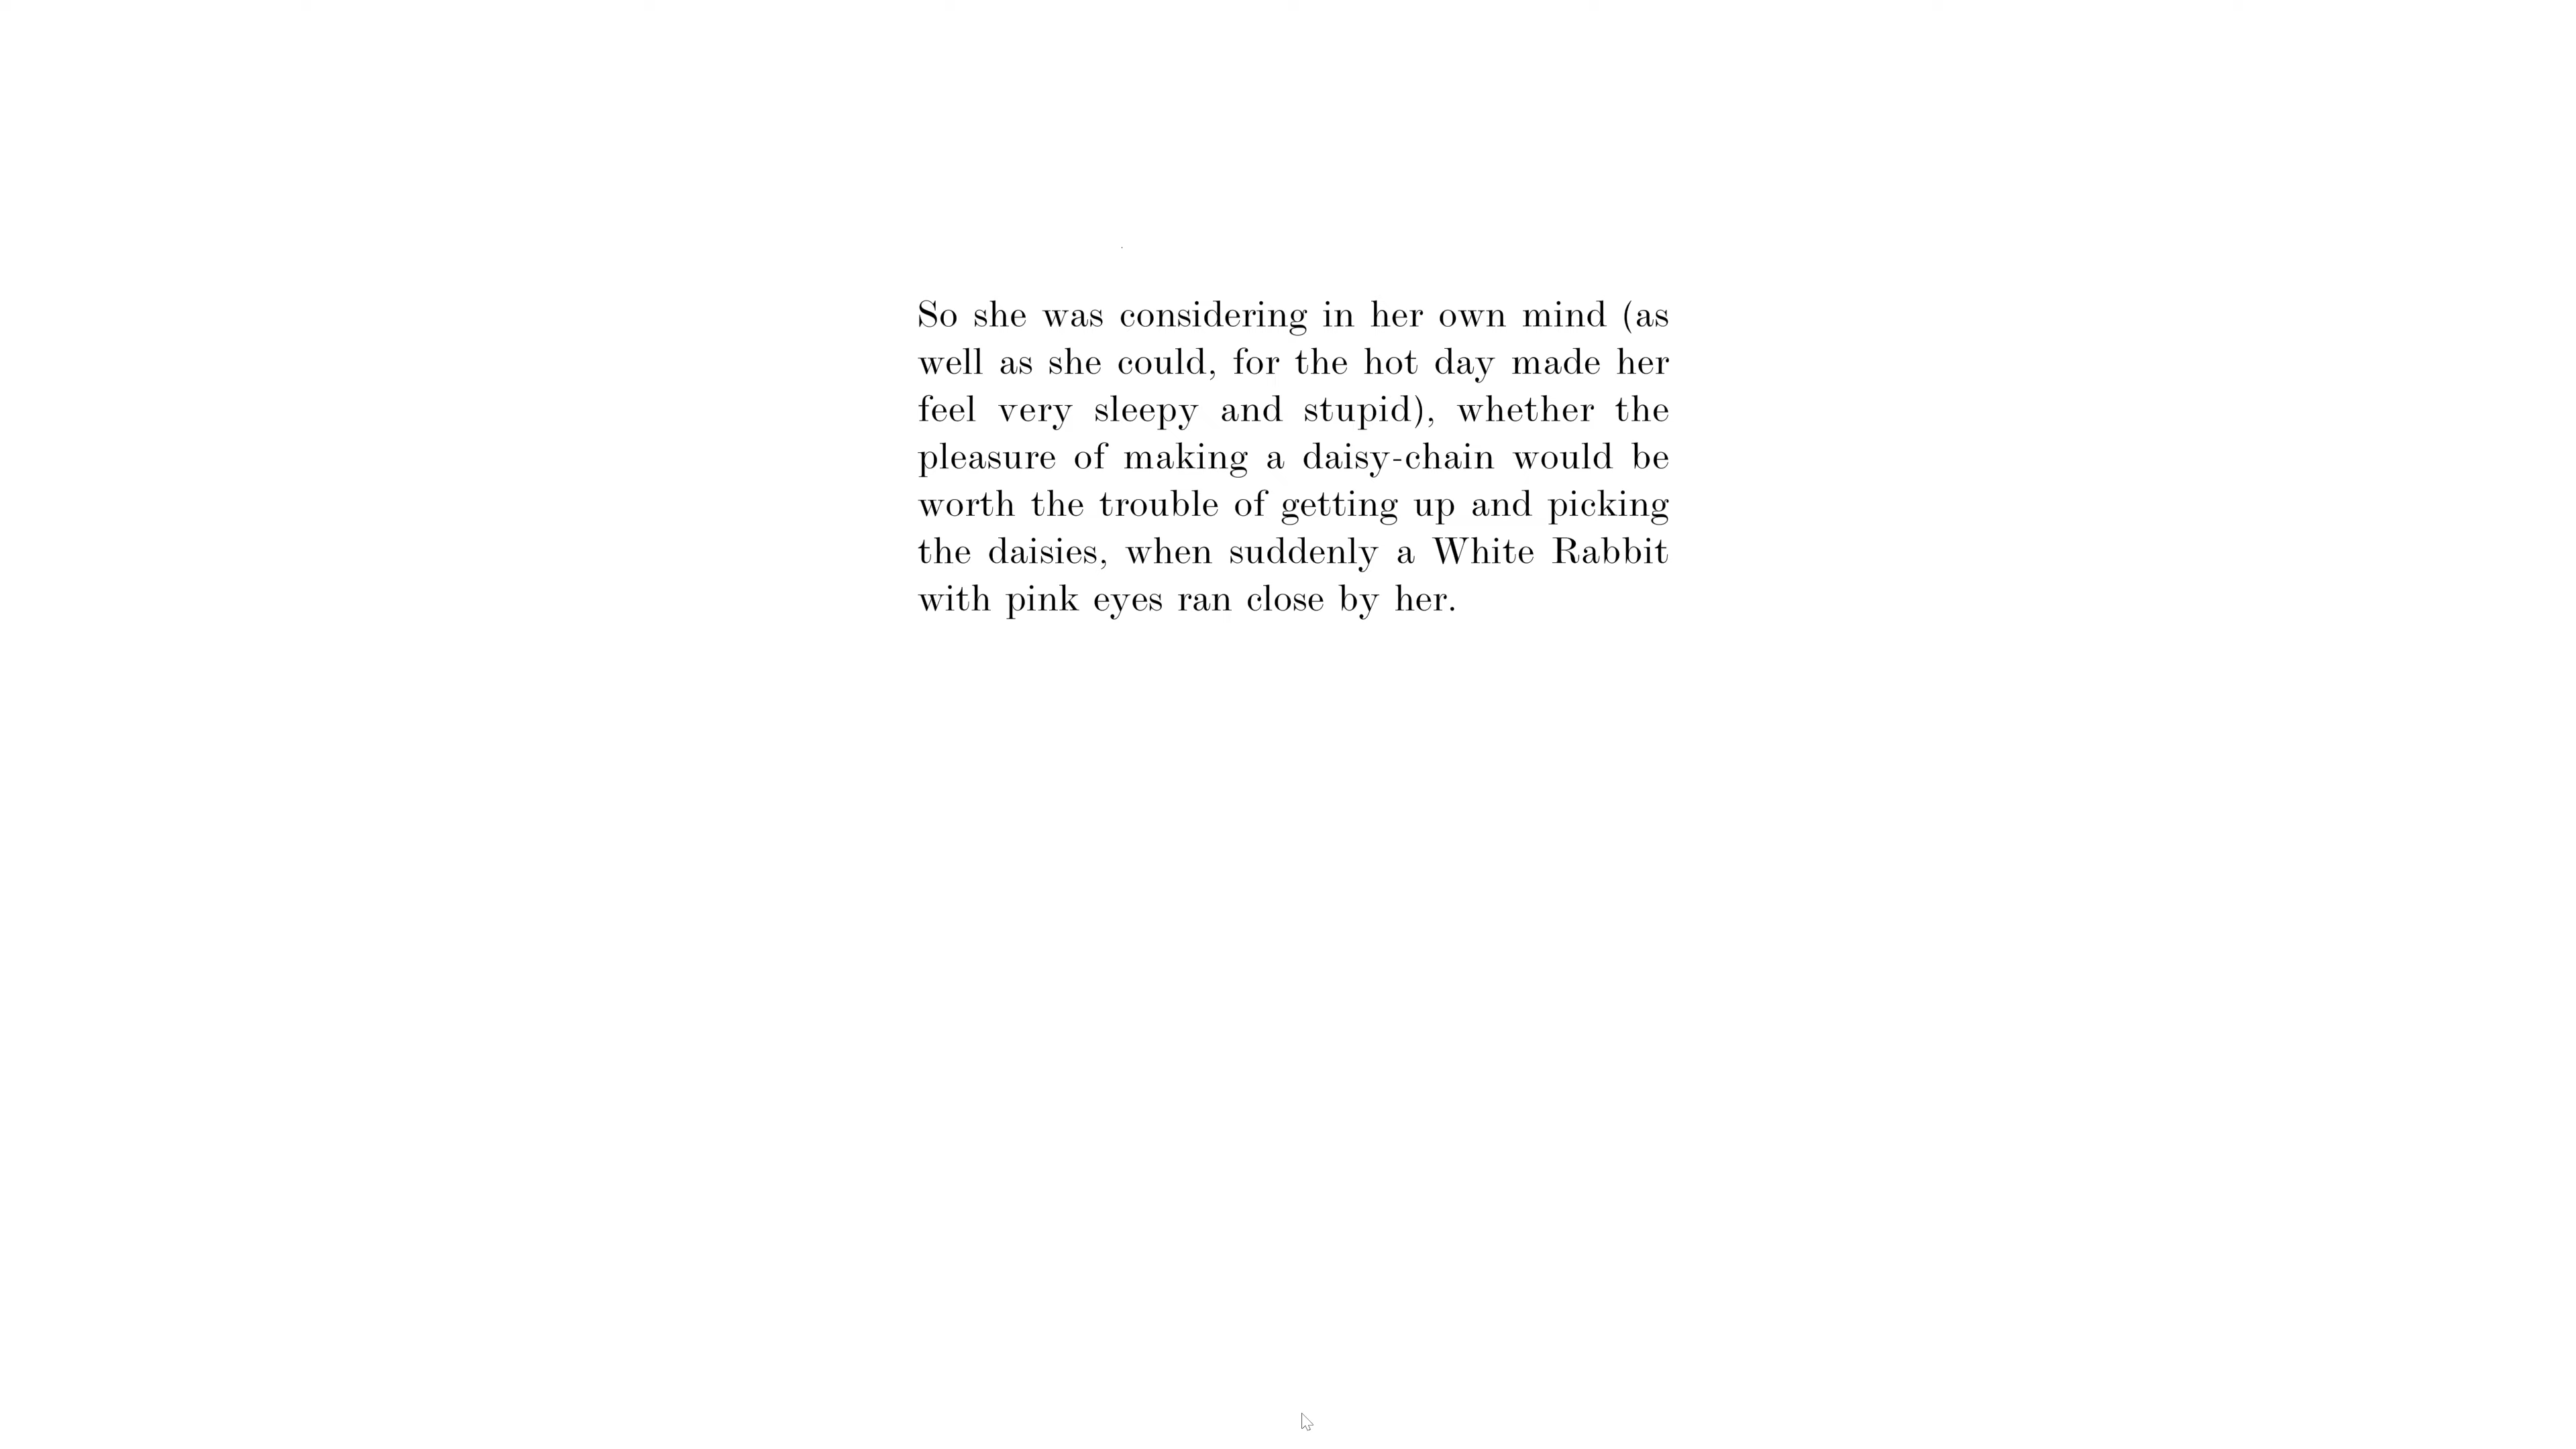 So she was considering in her own mind (as
well as she could, for the hot day made her
feel very sleepy and stupid), whether the
pleasure of making a daisy-chain would be
worth the trouble of getting up and picking
the daisies, when suddenly a White Rabbit
with pink eyes ran close by her.